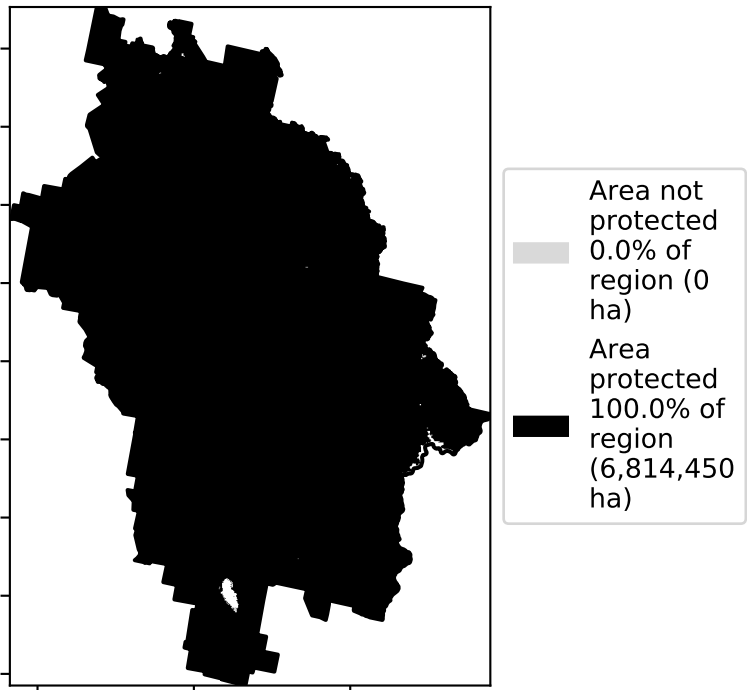 Area not
protected
0.0% of
region (0
ha)
Area
protected
100.0% of
region
(6,814,450
ha)